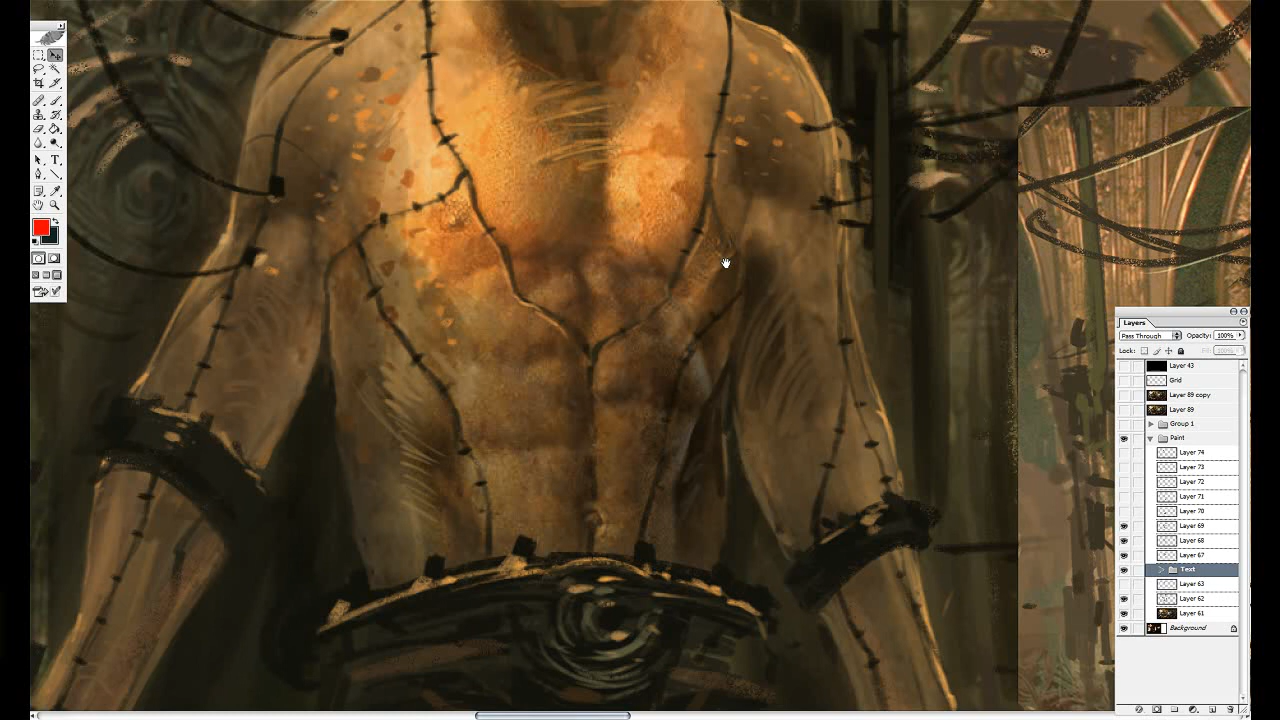 Layers
Pass Through Opacity: 100%
Lock: Fill: 100%
Layer 43
Grid
Layer 89 copy
Layer 89
Group 1
Paint
Layer 74
Layer 73
Layer 72
Layer 71
Layer 70
Layer 69
Layer 68
Layer 67
Text
Layer 63
Layer 62
Layer 61
Background